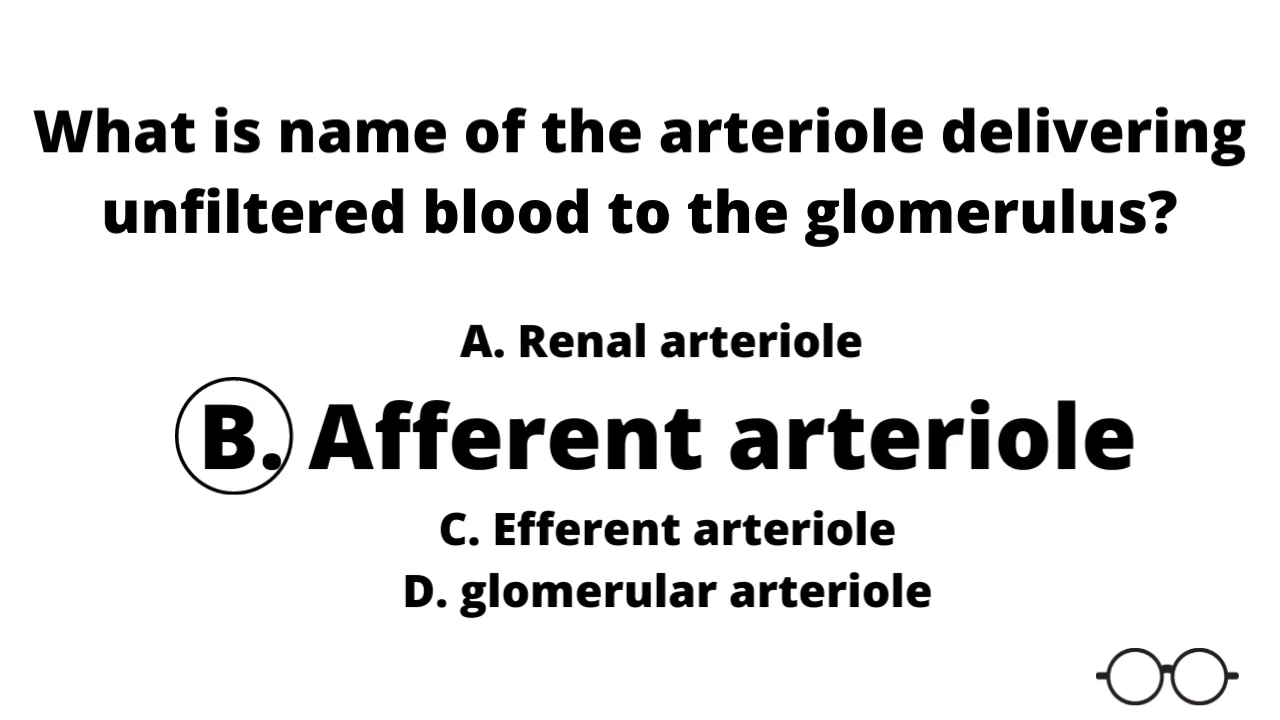 What is name of the arteriole delivering
unfiltered blood to the glomerulus?
A. Renal arteriole
B. Afferent arteriole
C. Efferent arteriole
D. glomerular arteriole